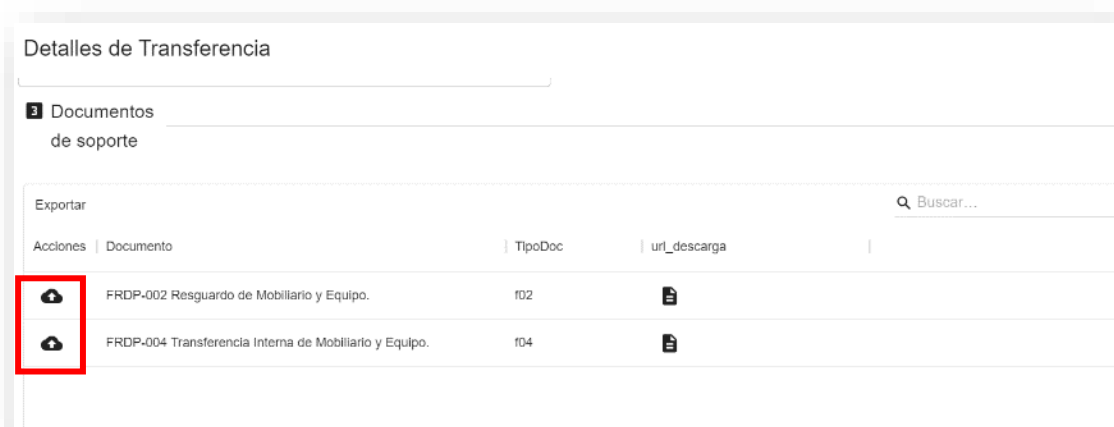 Detalles de Transferencia
3 Documentos
de soporte
Exportar
Buscar...
Acciones Documento TipoDoc url_descarga
FRDP-002 Resguardo de Mobiliario y Equipo. f02
FRDP-004 Transferencia Interna de Mobiliario y Equipo. f04